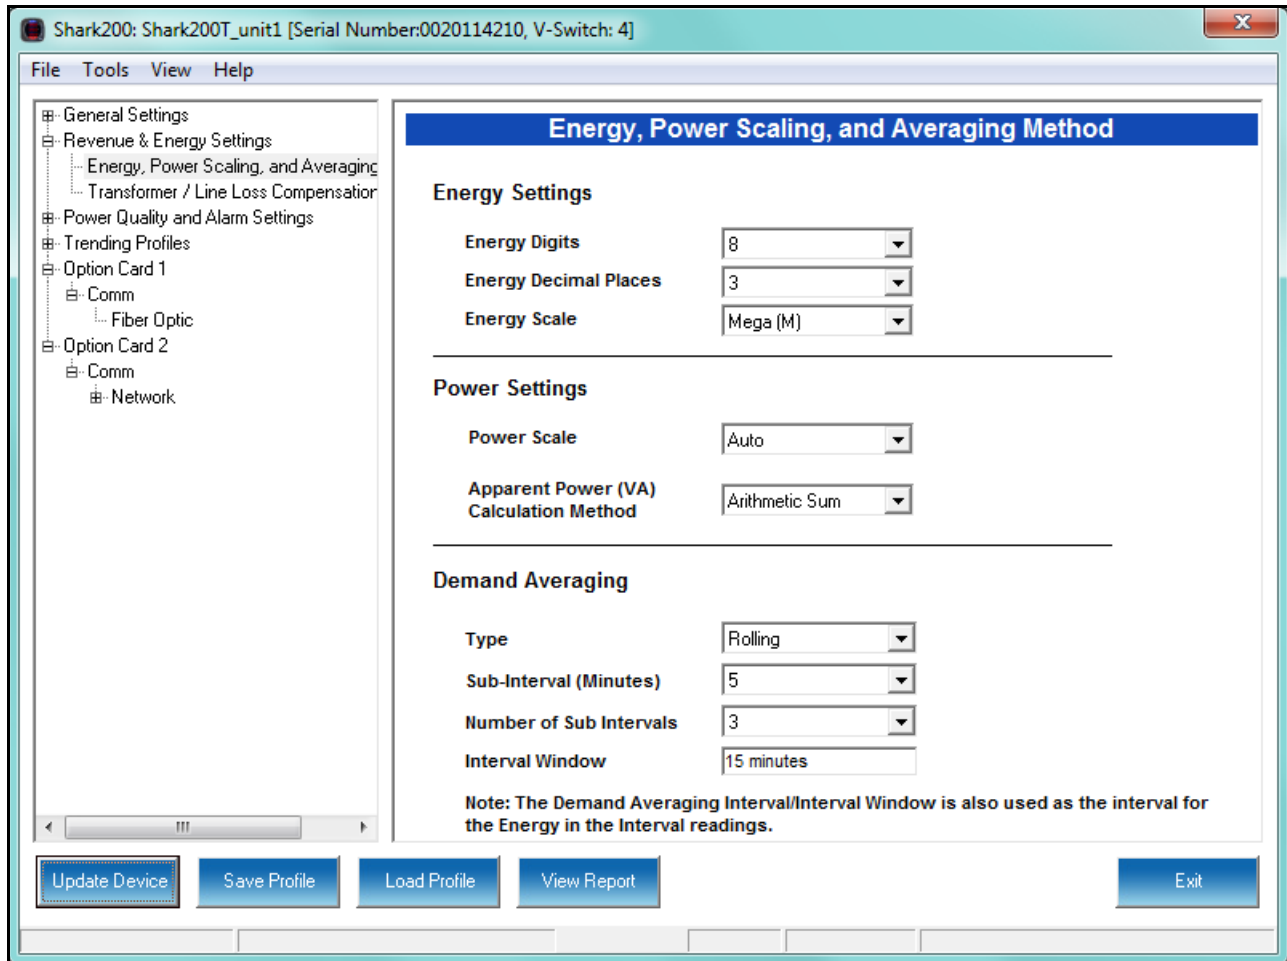 Shark200: Shark200T_unit1 [Serial Number:0020114210, V-Switch: 4]
x
File Tools View Help
General Settings
Revenue & Energy Settings
Energy, Power Scaling, and Averaging
Transformer / Line Loss Compensation
Power Quality and Alarm Settings
Trending Profiles
Option Card 1
Comm
Fiber Optic
Option Card 2
Comm
Network
Energy, Power Scaling, and Averaging Method
Energy Settings
Energy Digits 8
Energy Decimal Places 3
Energy Scale Mega (M)
Power Settings
Power Scale Auto
Apparent Power (VA)
Calculation Method Arithmetic Sum
Demand Averaging
Type Rolling
Sub-Interval (Minutes) 5
Number of Sub Intervals 3
Interval Window 15 minutes
Note: The Demand Averaging Interval/Interval Window is also used as the interval for
the Energy in the Interval readings.
Update Device Save Profile Load Profile View Report Exit